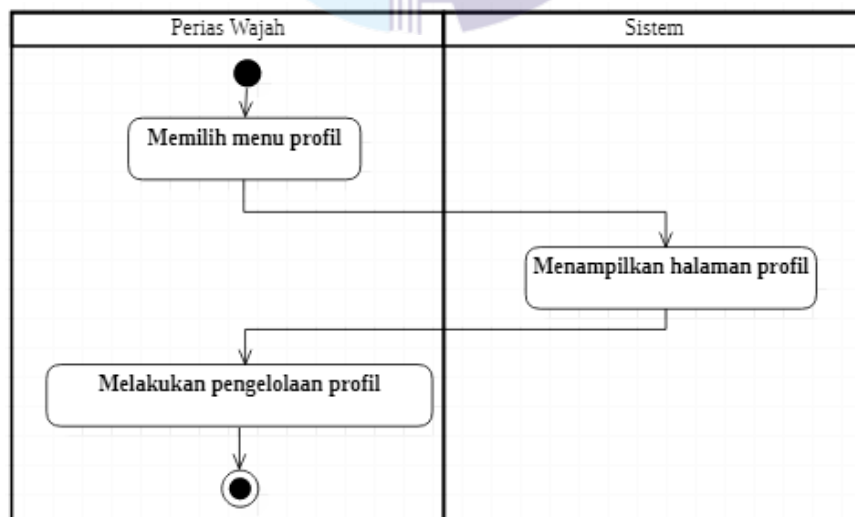 Perias Wajah
Sistem
Memilih menu profil
Menampilkan halaman profil
Melakukan pengelolaan profil